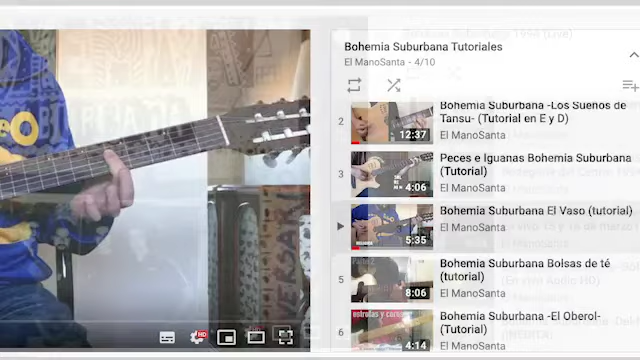 Bohemia Suburbana Tutoriales
El ManoSanta - 4/10
2
12:37
Bohemia Suburbana -Los Suenos de
Tansu- (Tutorial en E y D)
El ManoSanta
3
4:06
Peces e Iguanas Bohemia Suburbana
(Tutorial)
El ManoSanta
5:35
Bohemia Suburbana El Vaso (tutorial)
El ManoSanta
5
8:06
Bohemia Suburbana Bolsas de té
(tutorial)
El ManoSanta
6
4:14
Bohemia Suburbana -El Oberol-
(Tutorial)
El ManoSanta
HD